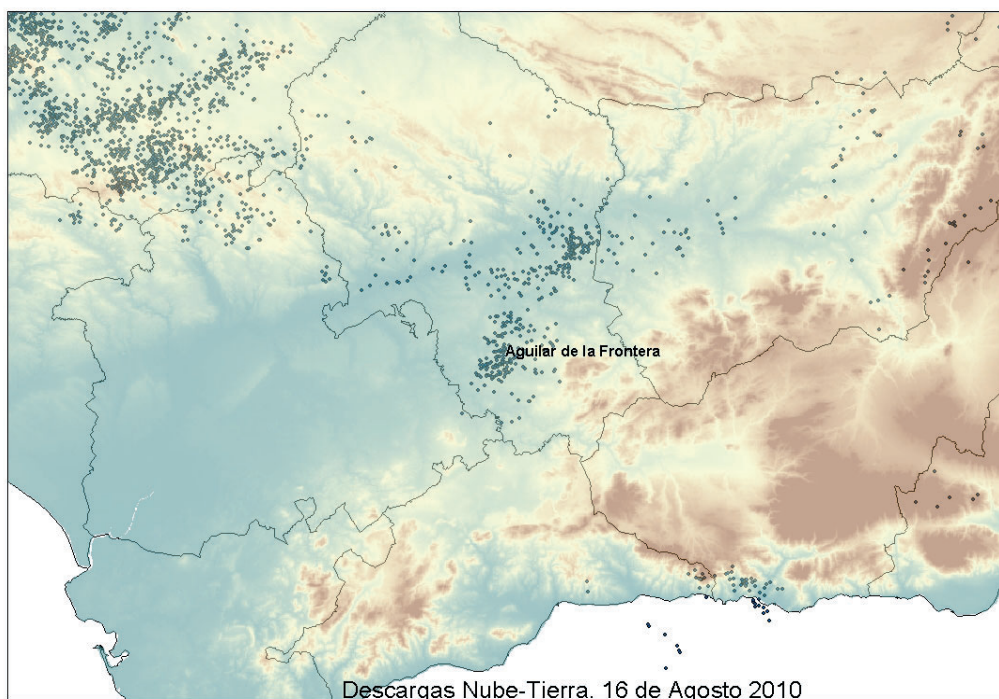 Aguilar de la Frontera
Descargas Nube-Tierra. 16 de Agosto 2010